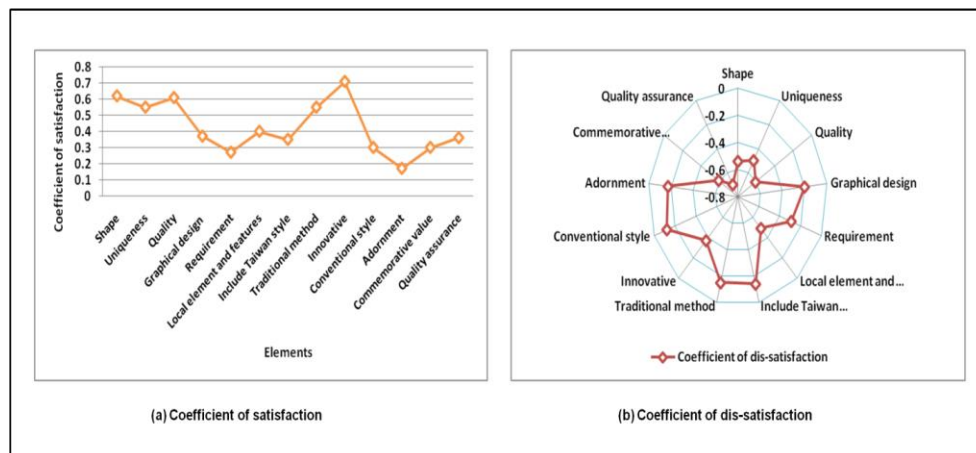 Coefficient of satisfaction
0.8
0.7
0.6
0.5
0.4
0.3
0.2
0.1
0
Shape
Uniqueness
Quality
Graphical design
Requirement
Local element and features
Include Taiwan style
Traditional method
Innovative
Conventional style
Adornment
Commemorative value
Quality assurance
Elements
(a) Coefficient of satisfaction
Shape
Uniqueness
Quality
Graphical design
Requirement
Local element and ...
Include Taiwan...
Traditional method
Innovative
Conventional style
Adornment
Commemorative...
Quality assurance
0
-0.2
-0.4
-0.6
-0.8
Coefficient of dis-satisfaction
(b) Coefficient of dis-satisfaction